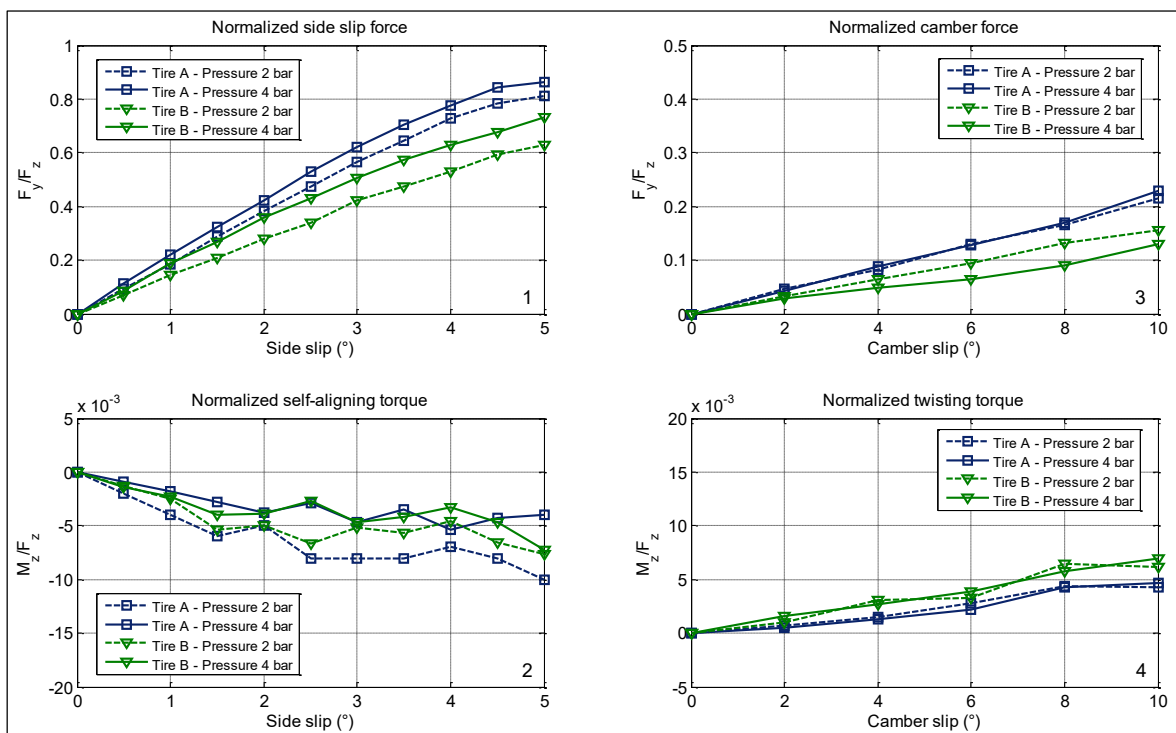 Normalized side slip force
1
0.8
0.6
0.4
0.2
0
F_y/F_z
Tire A - Pressure 2 bar
Tire A - Pressure 4 bar
Tire B - Pressure 2 bar
Tire B - Pressure 4 bar
1
0 1 2 3 4 5
Side slip (°)
Normalized camber force
0.5
0.4
0.3
0.2
0.1
0
F_y/F_z
Tire A - Pressure 2 bar
Tire A - Pressure 4 bar
Tire B - Pressure 2 bar
Tire B - Pressure 4 bar
3
0 2 4 6 8 10
Camber slip (°)
Normalized self-aligning torque
x 10⁻³
5
0
-5
-10
-15
-20
M_z/F_z
Tire A - Pressure 2 bar
Tire A - Pressure 4 bar
Tire B - Pressure 2 bar
Tire B - Pressure 4 bar
2
0 1 2 3 4 5
Side slip (°)
Normalized twisting torque
x 10⁻³
20
15
10
5
0
-5
M_z/F_z
Tire A - Pressure 2 bar
Tire A - Pressure 4 bar
Tire B - Pressure 2 bar
Tire B - Pressure 4 bar
4
0 2 4 6 8 10
Camber slip (°)